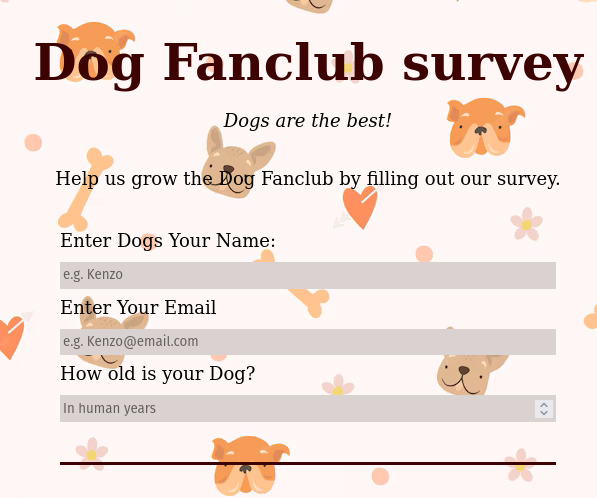 Dog Fanclub survey
Dogs are the best!
Help us grow the Dog Fanclub by filling out our survey.
Enter Dogs Your Name:
e.g. Kenzo
Enter Your Email
e.g. Kenzo@email.com
How old is your Dog?
In human years